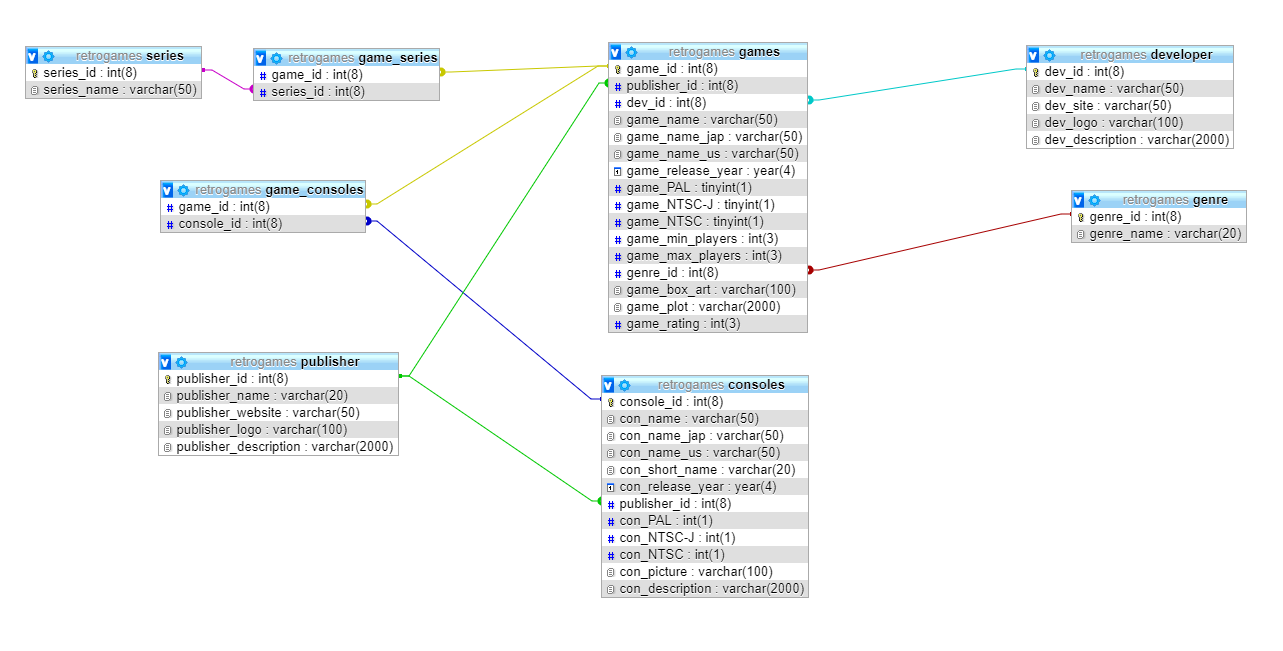 retrogames series
series_id : int(8)
series_name : varchar(50)
retrogames game_series
game_id : int(8)
series_id : int(8)
retrogames games
game_id : int(8)
publisher_id : int(8)
dev_id : int(8)
game_name : varchar(50)
game_name_jap : varchar(50)
game_name_us : varchar(50)
game_release_year : year(4)
game_PAL : tinyint(1)
game_NTSC-J : tinyint(1)
game_NTSC : tinyint(1)
game_min_players : int(3)
game_max_players : int(3)
genre_id : int(8)
game_box_art : varchar(100)
game_plot : varchar(2000)
game_rating : int(3)
retrogames developer
dev_id : int(8)
dev_name : varchar(50)
dev_site : varchar(50)
dev_logo : varchar(100)
dev_description : varchar(2000)
retrogames game_consoles
game_id : int(8)
console_id : int(8)
retrogames genre
genre_id : int(8)
genre_name : varchar(20)
retrogames publisher
publisher_id : int(8)
publisher_name : varchar(20)
publisher_website : varchar(50)
publisher_logo : varchar(100)
publisher_description : varchar(2000)
retrogames consoles
console_id : int(8)
con_name : varchar(50)
con_name_jap : varchar(50)
con_name_us : varchar(50)
con_short_name : varchar(20)
con_release_year : year(4)
publisher_id : int(8)
con_PAL : int(1)
con_NTSC-J : int(1)
con_NTSC : int(1)
con_picture : varchar(100)
con_description : varchar(2000)